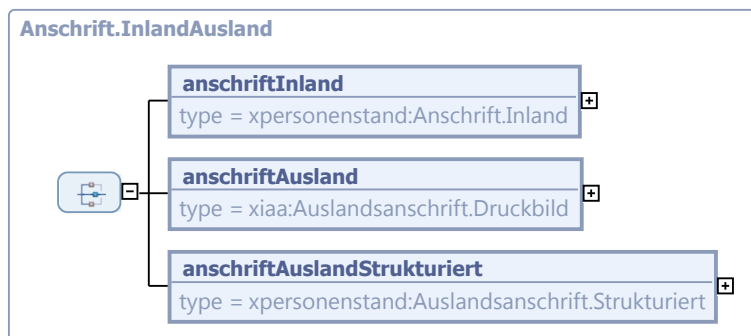 Anschrift.InlandAusland
anschriftInland
type = xpersonenstand:Anschrift.Inland
anschriftAusland
type = xiaa:Auslandsanschrift.Druckbild
anschriftAuslandStrukturiert
type = xpersonenstand:Auslandsanschrift.Strukturiert